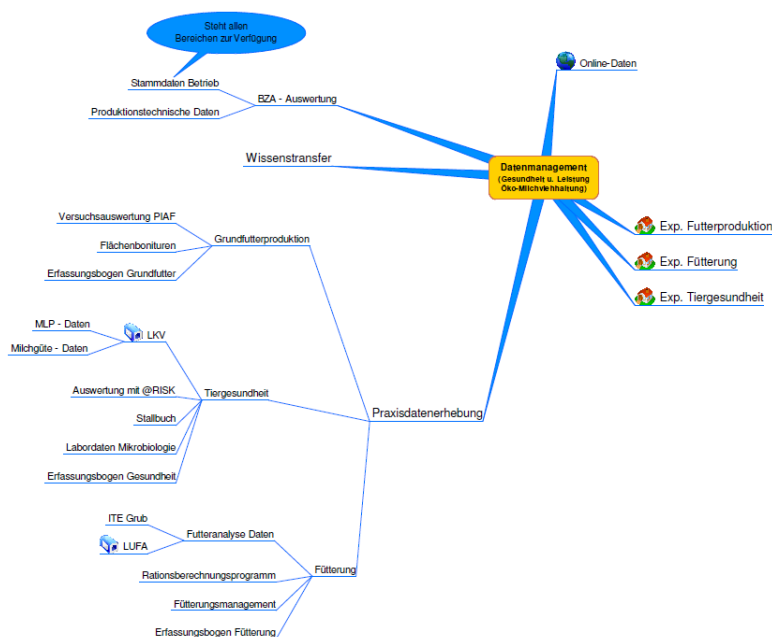 Steht allen
Bereichen zur Verfügung
Stammdaten Betrieb
Produktionstechnische Daten
BZA - Auswertung
Wissenstransfer
Online-Daten
Datenmanagement
(Gesundheit u. Leistung
Öko-Milchviehhaltung)
Exp. Futterproduktion
Exp. Fütterung
Exp. Tiergesundheit
Versuchsauswertung PIAF
Flächenbonituren
Erfassungsbogen Grundfutter
Grundfutterproduktion
MLP - Daten
Milchgüte - Daten
LKV
Auswertung mit @RISK
Stallbuch
Labordaten Mikrobiologie
Erfassungsbogen Gesundheit
Tiergesundheit
Praxisdatenerhebung
ITE Grub
LUFA
Futteranalyse Daten
Rationsberechnungsprogramm
Fütterungsmanagement
Erfassungsbogen Fütterung
Fütterung